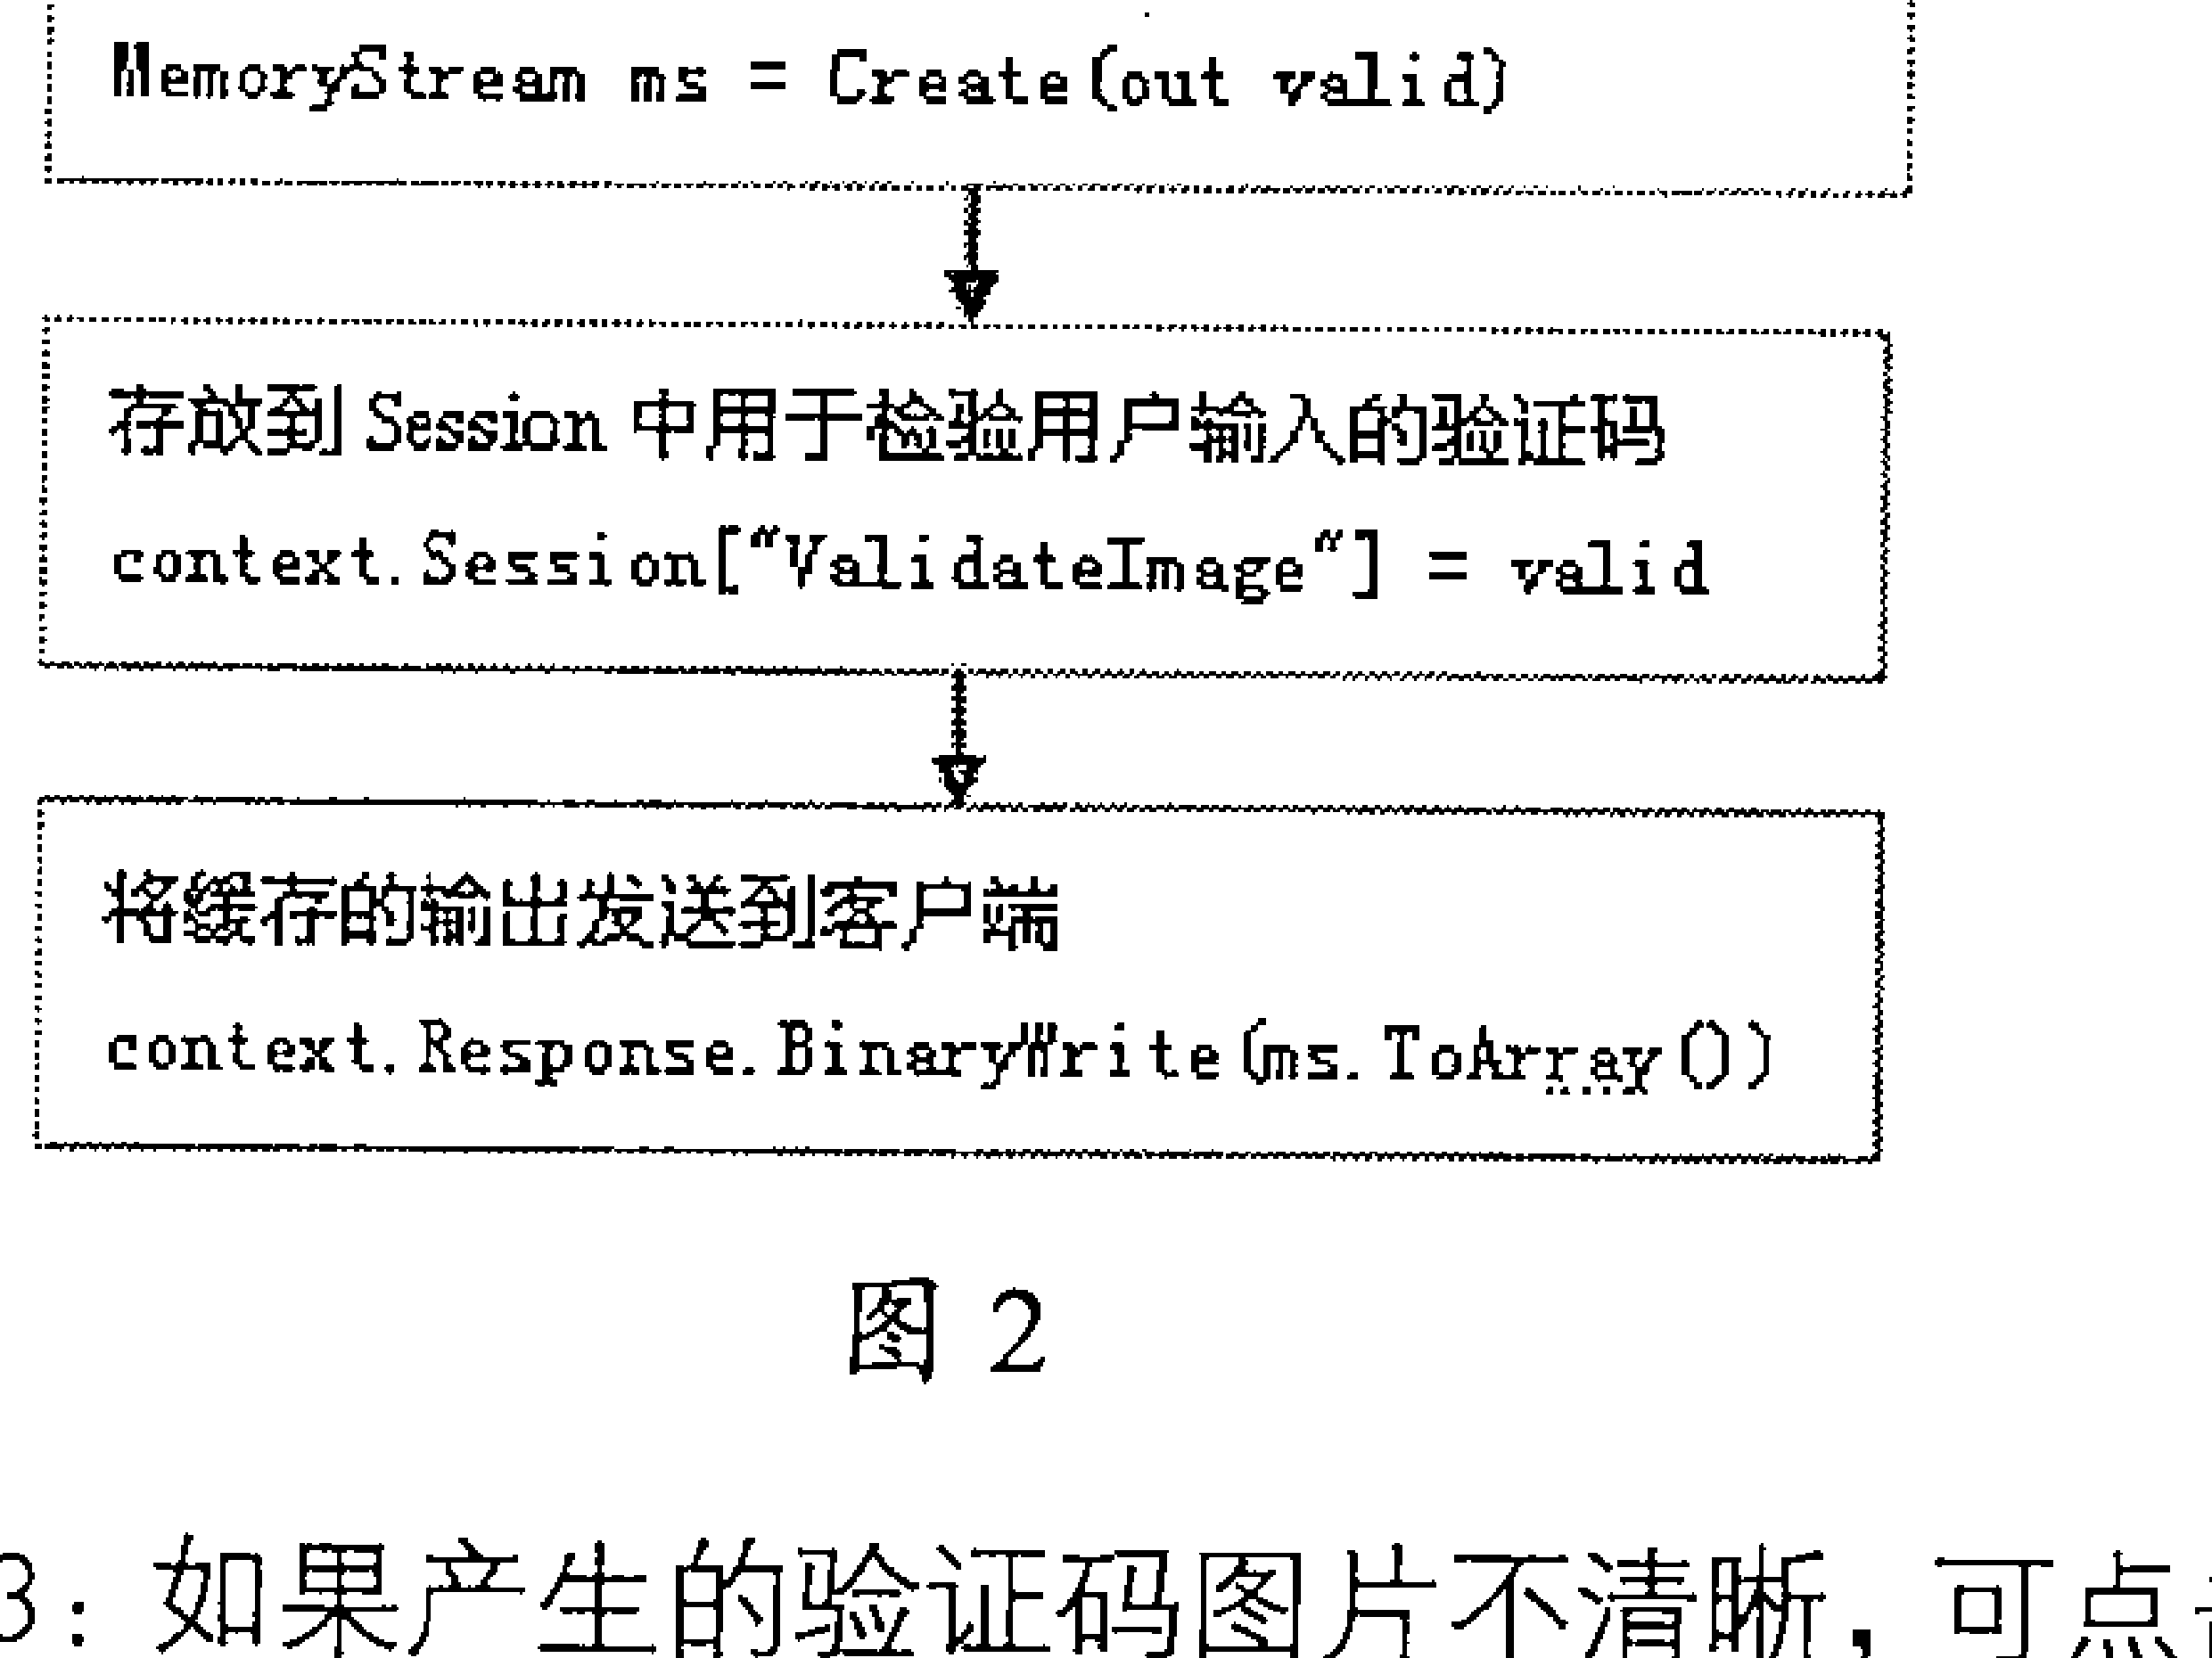 MemoryStream ms = Create(out valid)
存放到 Session 中用于检验用户输入的验证码
context.Session["ValidateImage"] = valid
将缓存的输出发送到客户端
context.Response.BinaryWrite(ms.ToArray())
图 2
3：如果产生的验证码图片不清晰，可点